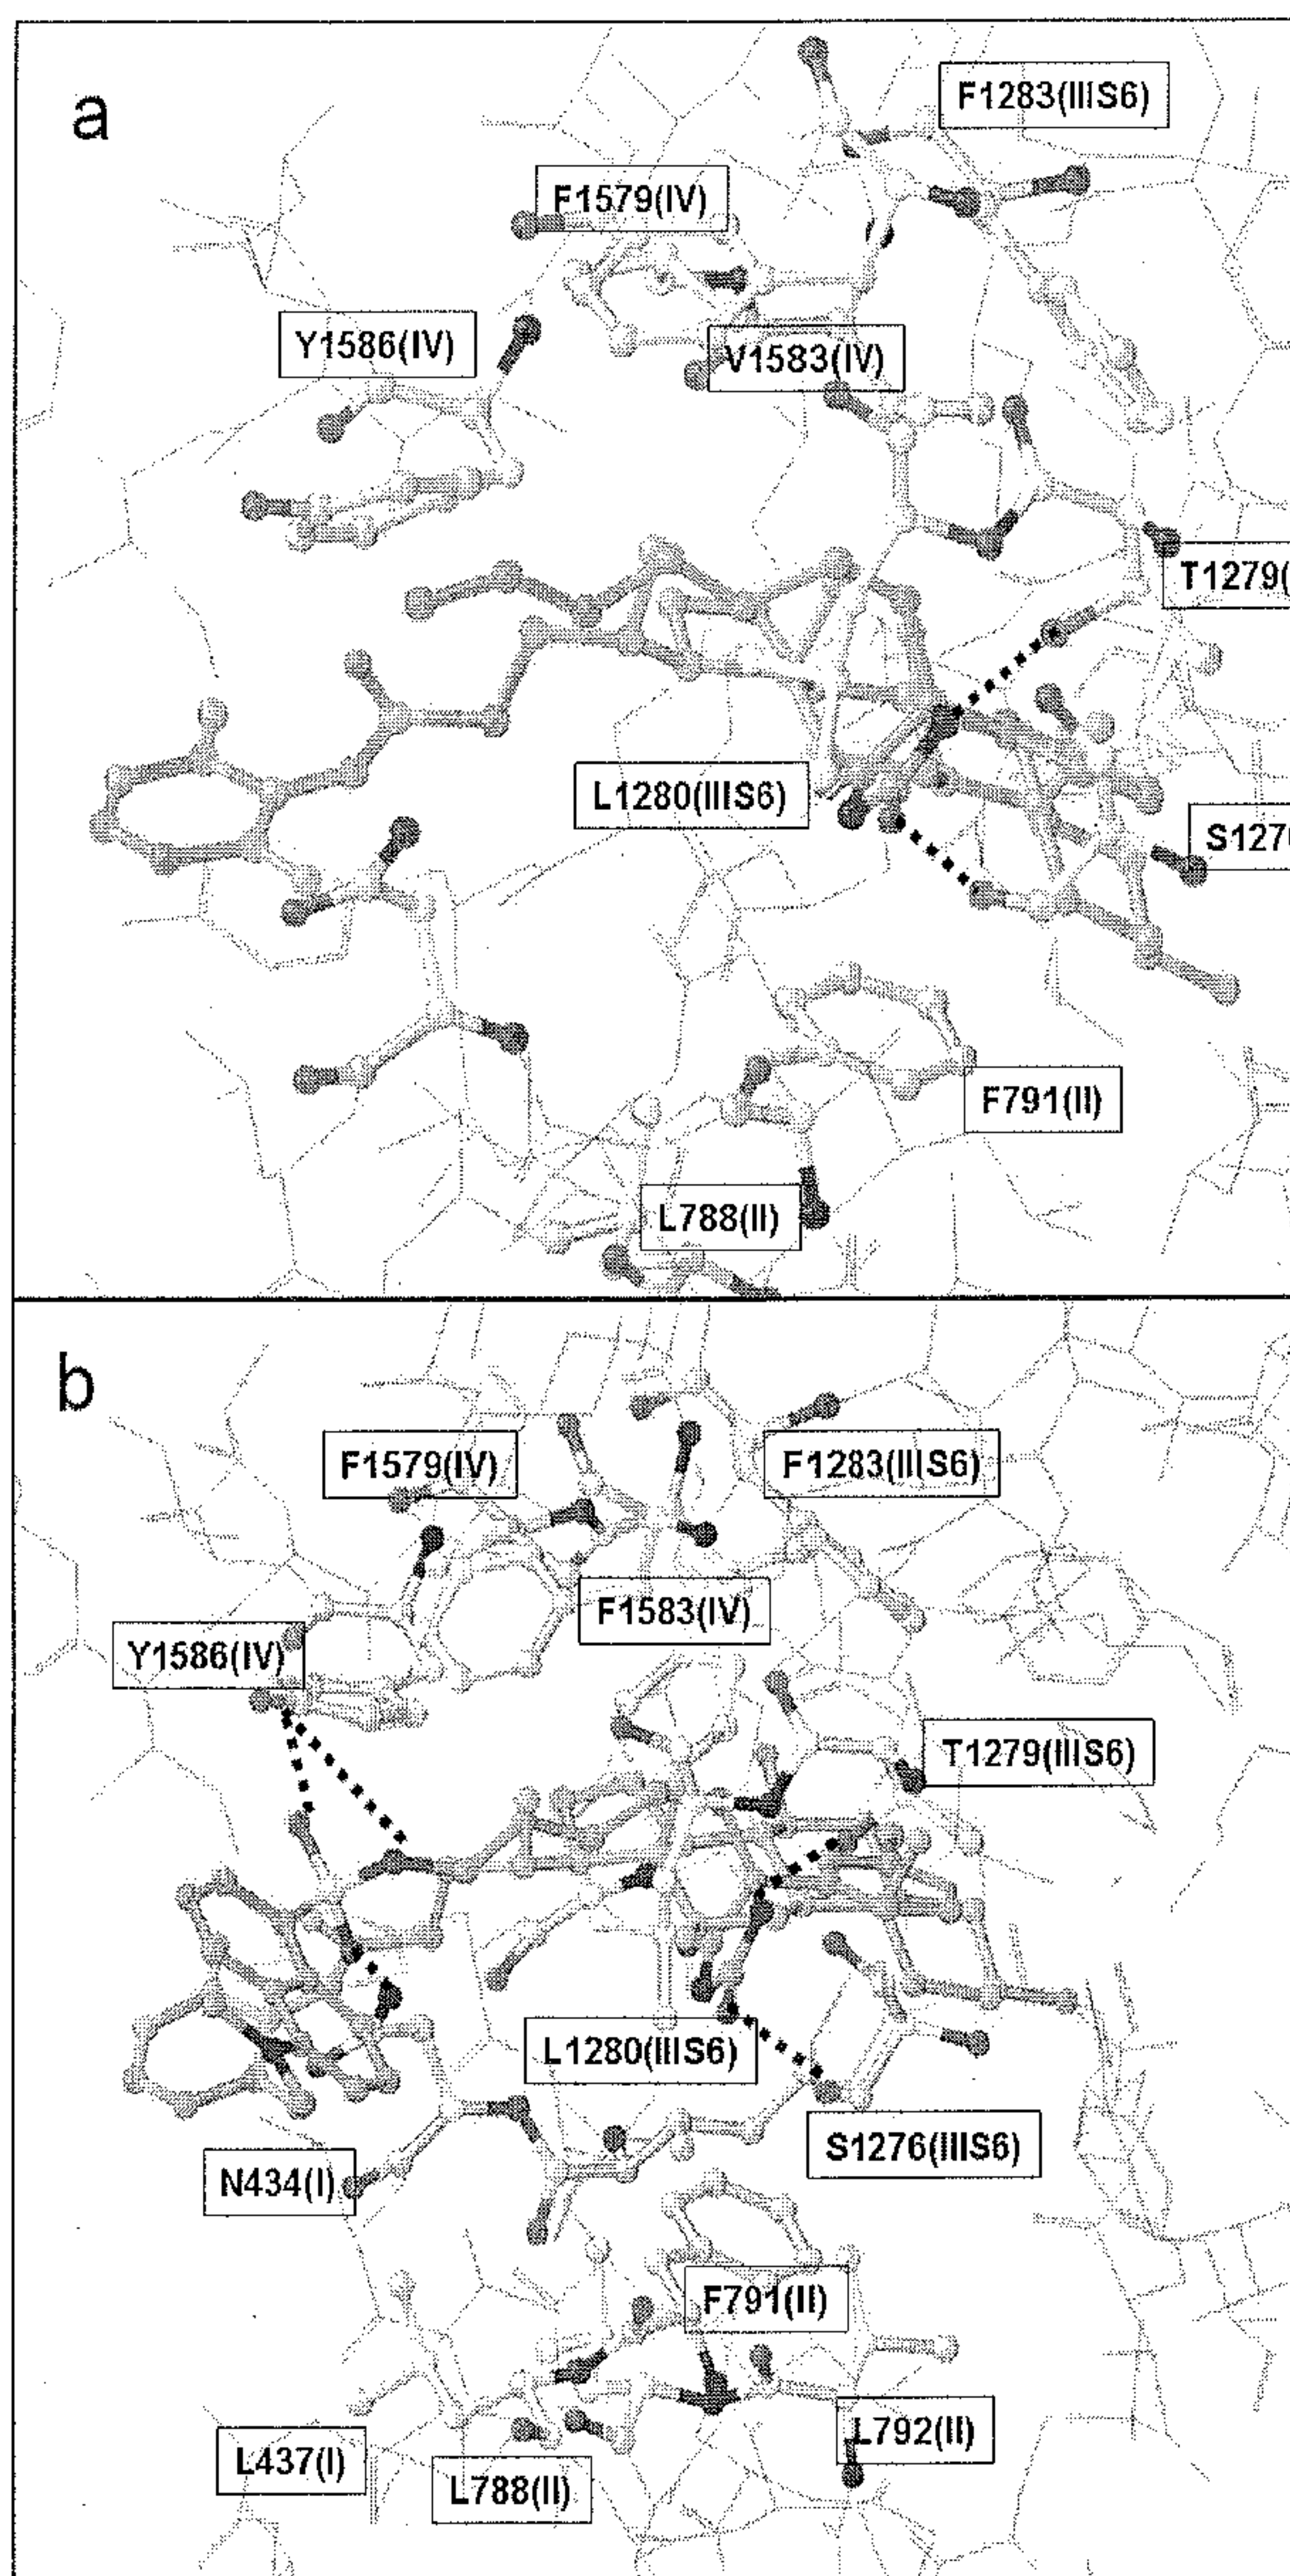 a
F1283(IIIS6)
F1579(IV)
Y1586(IV)
V1583(IV)
T1279(
L1280(IIIS6)
S1276
F791(II)
L788(II)
b
F1579(IV)
F1283(IIIS6)
F1583(IV)
Y1586(IV)
T1279(IIIS6)
L1280(IIIS6)
S1276(IIIS6)
N434(I)
F791(II)
L792(II)
L437(I)
L788(II)